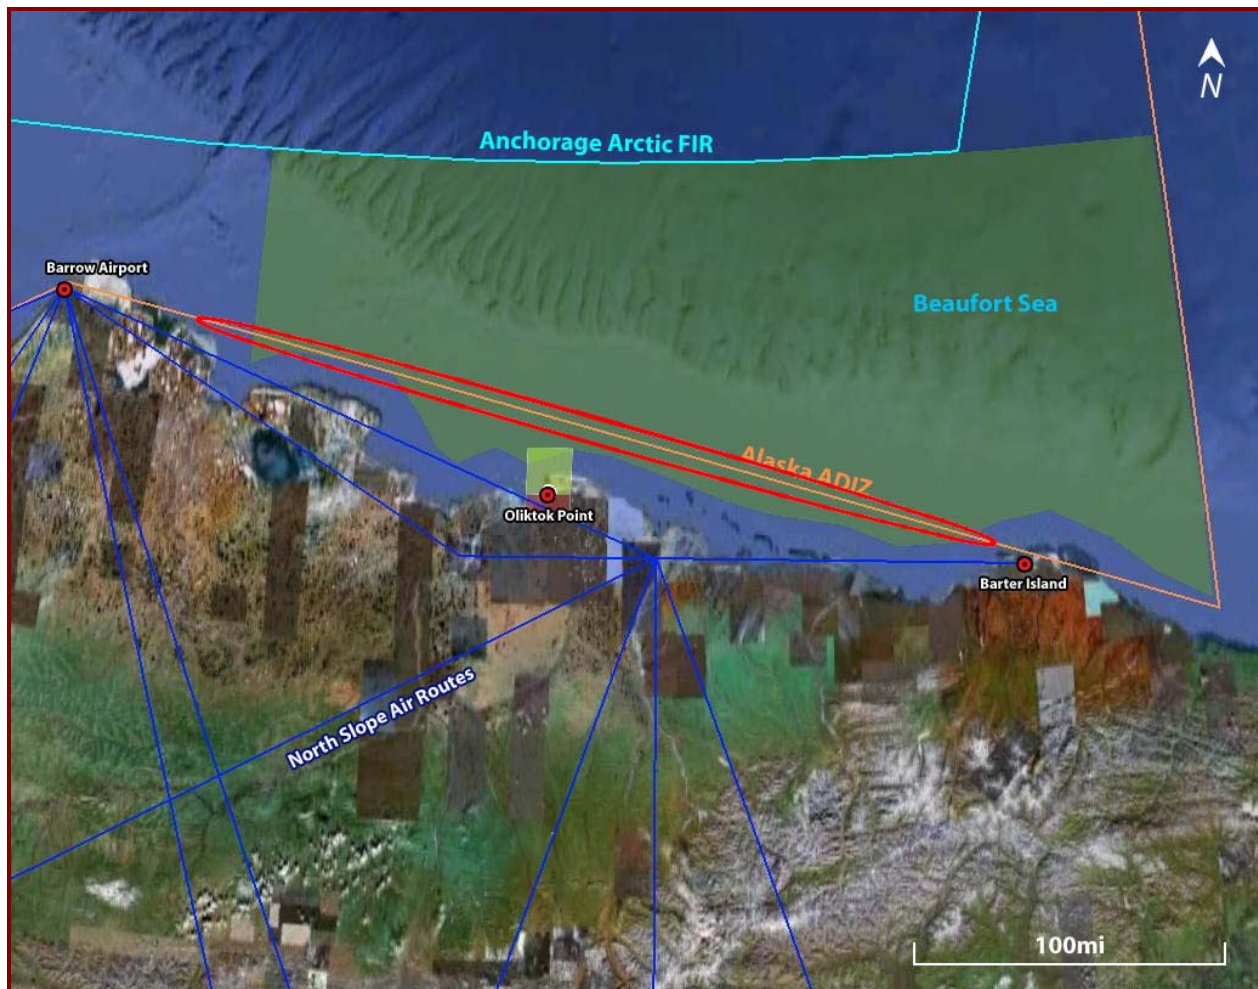 N
Anchorage Arctic FIR
Barrow Airport
Beaufort Sea
Alaska ADIZ
Oliktok Point
Barter Island
North Slope Air Routes
100mi